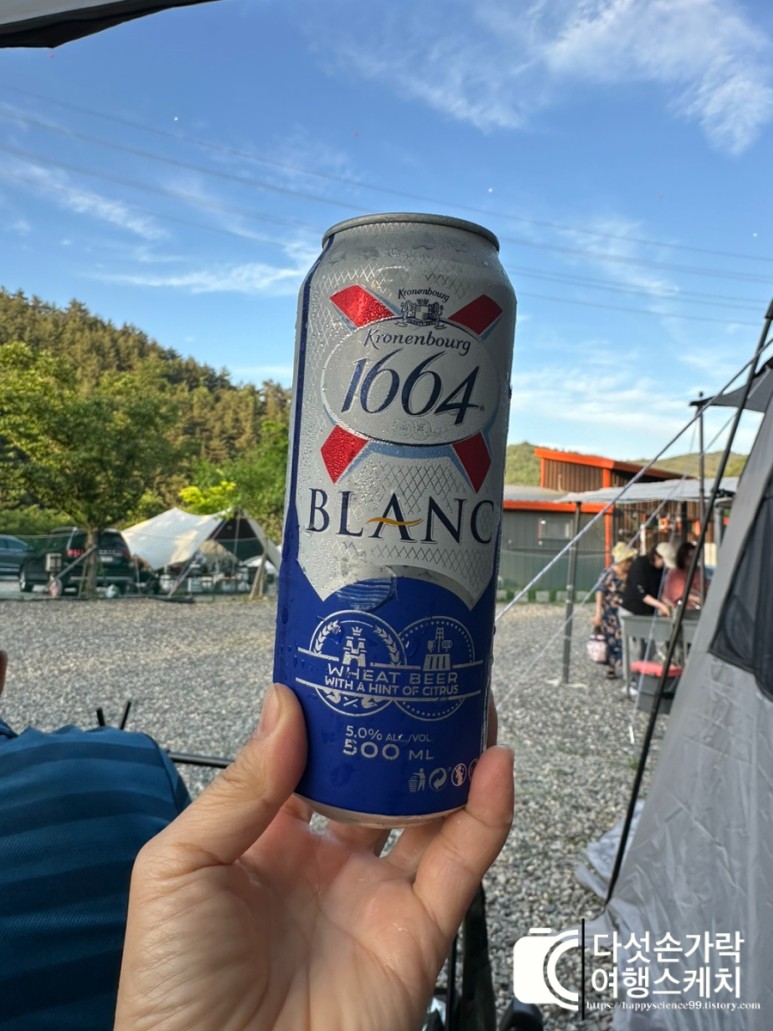 Kronenbourg
Kronenbourg
1664
BLANC
WHEAT BEER
WITH A HINT OF CITRUS
5.0% ALC./VOL
500 ML
다섯손가락
여행스케치
https://happyscience99.tistory.com